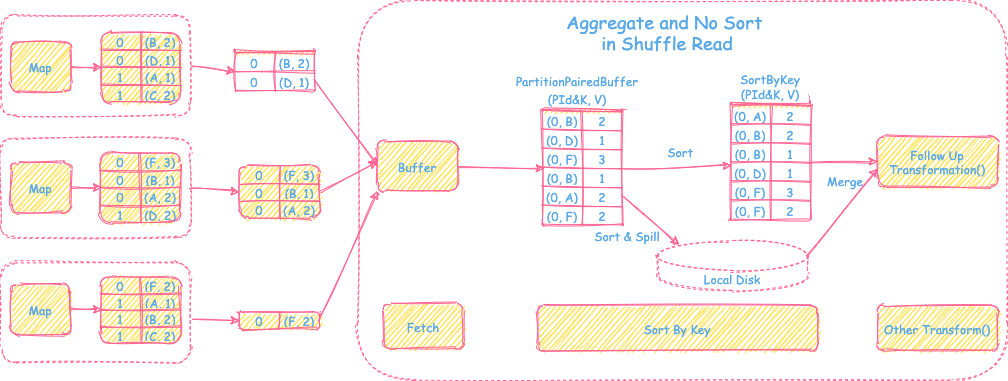 Aggregate and No Sort
in Shuffle Read
Map
0 (B, 2)
0 (D, 1)
1 (A, 1)
1 (C, 2)
0 (B, 2)
0 (D, 1)
Map
0 (F, 3)
0 (B, 1)
0 (A, 2)
1 (D, 2)
0 (F, 3)
0 (B, 1)
0 (A, 2)
Map
0 (F, 2)
1 (A, 1)
1 (B, 2)
1 (C, 2)
0 (F, 2)
Buffer
PartitionPairedBuffer
(PId&K, V)
(0, B) 2
(0, D) 1
(0, F) 3
(0, B) 1
(0, A) 2
(0, F) 2
Sort
Sort & Spill
SortByKey
(PId&K, V)
(0, A) 2
(0, B) 2
(0, B) 1
(0, D) 1
(0, F) 3
(0, F) 2
Local Disk
Merge
Follow Up
Transformation()
Fetch
Sort By Key
Other Transform()